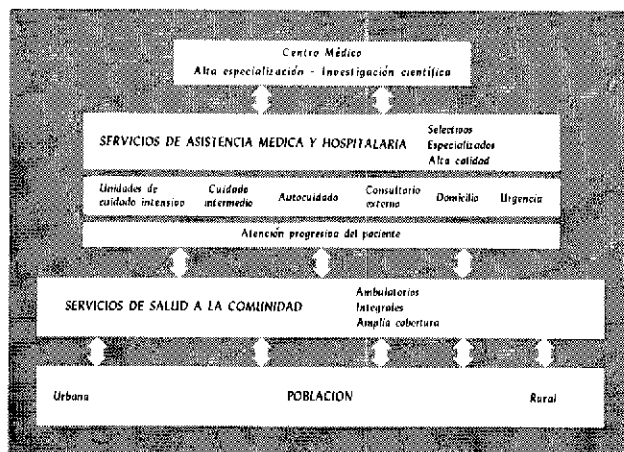 Centro Médico
Alta especialización - Investigación científica
SERVICIOS DE ASISTENCIA MEDICA Y HOSPITALARIA
Selectivos
Especializados
Alta calidad
Unidades de
cuidado intensivo
Cuidado
intermedio
Autocuidado
Consultorio
externo
Domicilio
Urgencia
Atención progresiva del paciente
SERVICIOS DE SALUD A LA COMUNIDAD
Ambulatorios
Integrales
Amplia cobertura
Urbana
POBLACION
Rural